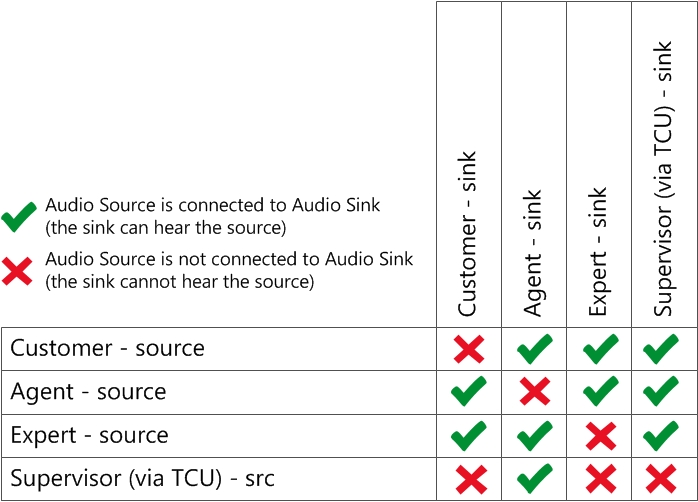 Customer - sink
Agent - sink
Expert - sink
Supervisor (via TCU) - sink
Audio Source is connected to Audio Sink
(the sink can hear the source)
Audio Source is not connected to Audio Sink
(the sink cannot hear the source)
Customer - source
Agent - source
Expert - source
Supervisor (via TCU) - src